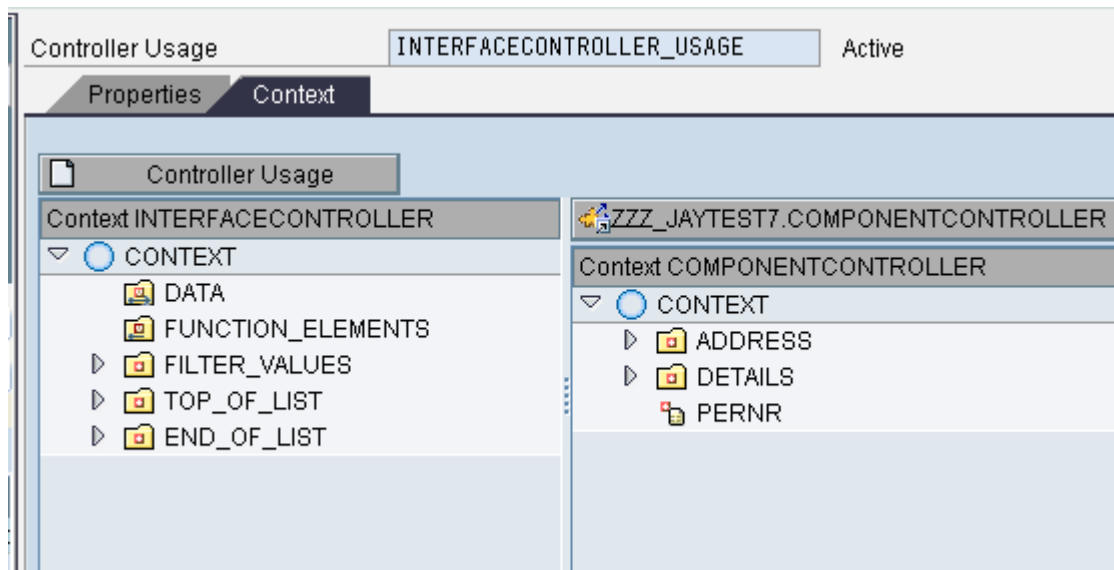 Controller Usage INTERFACECONTROLLER_USAGE Active
Properties Context
Controller Usage
Context INTERFACECONTROLLER
CONTEXT
DATA
FUNCTION_ELEMENTS
FILTER_VALUES
TOP_OF_LIST
END_OF_LIST
ZZZ_JAYTEST7.COMPONENTCONTROLLER
Context COMPONENTCONTROLLER
CONTEXT
ADDRESS
DETAILS
PERNR